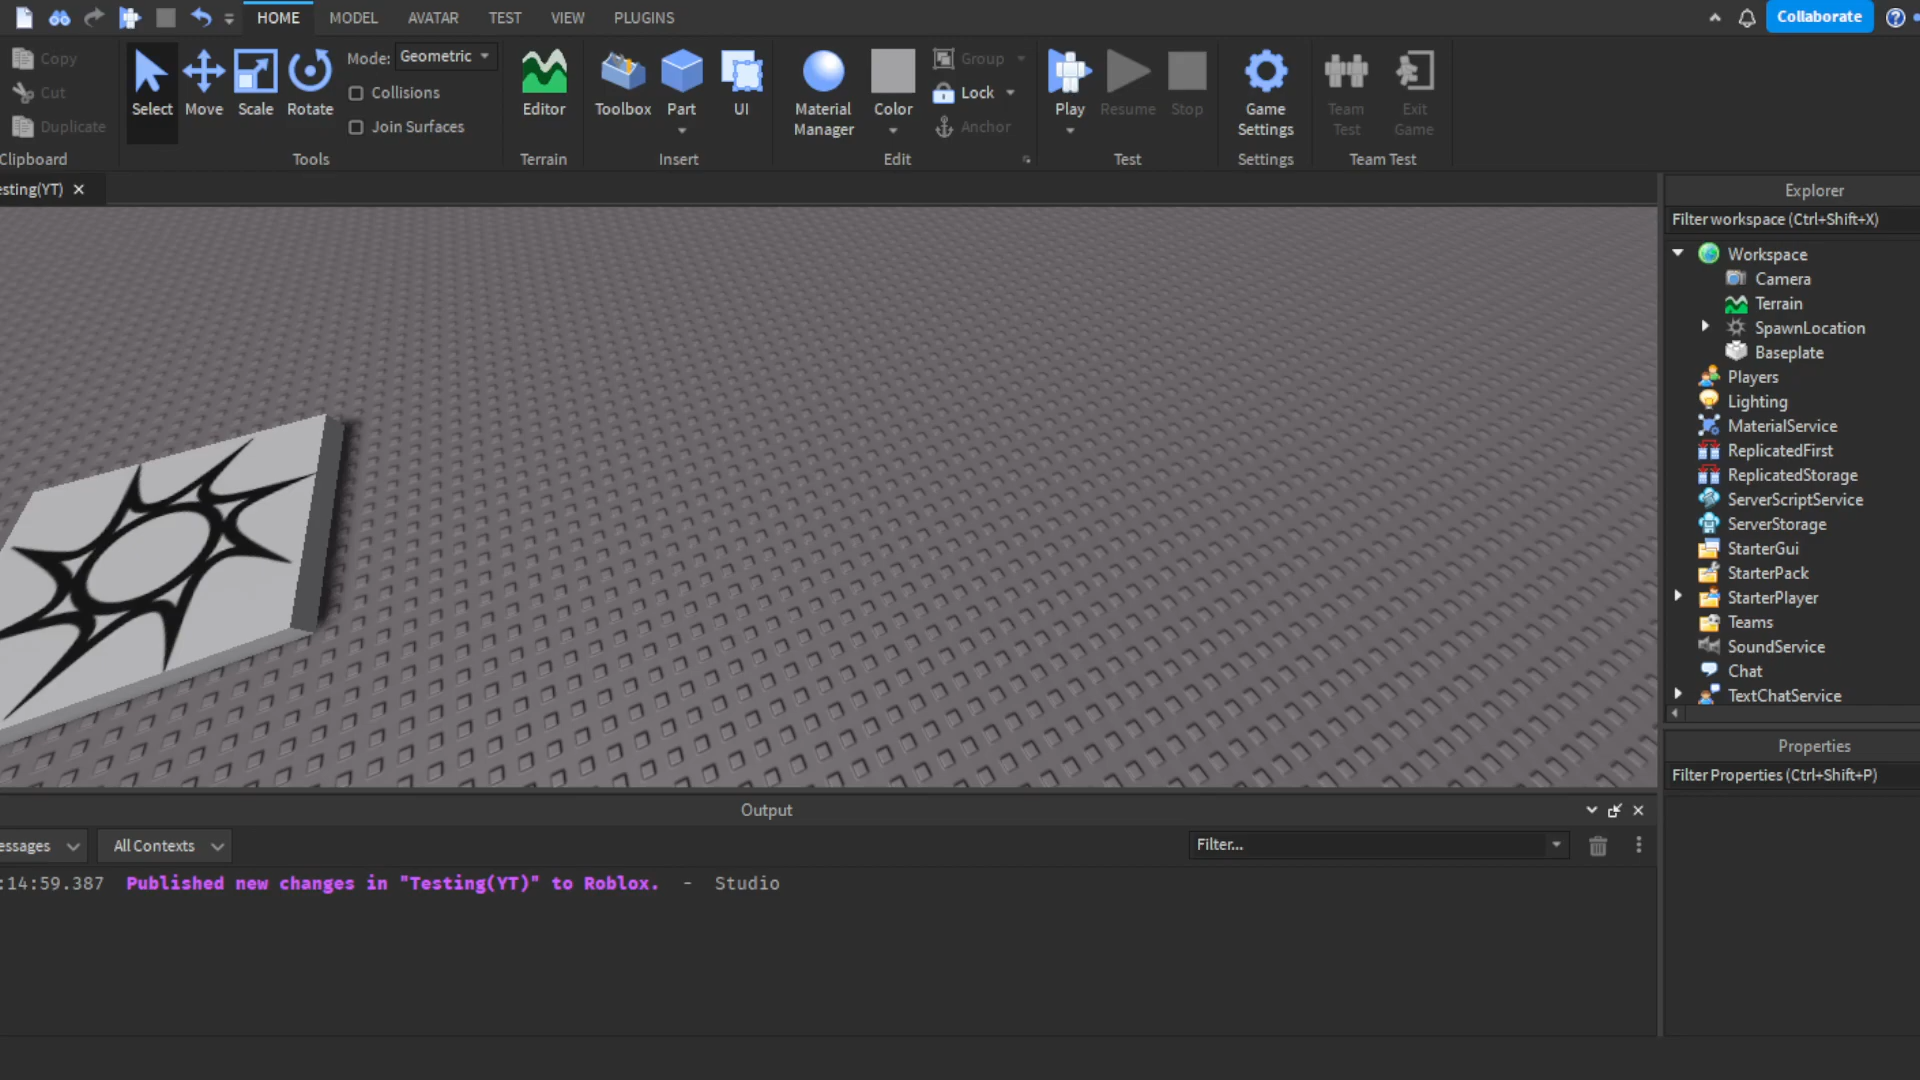 HOME MODEL AVATAR TEST VIEW PLUGINS Collaborate
Copy
Cut
Duplicate
Clipboard
Select Move Scale Rotate
Mode: Geometric
Collisions
Join Surfaces
Tools
Editor
Terrain
Toolbox Part UI
Insert
Material Manager
Color
Group
Lock
Anchor
Edit
Play Resume Stop
Test
Game Settings
Settings
Team Test
Exit Game
Team Test
esting(YT)
Explorer
Filter workspace (Ctrl+Shift+X)
Workspace
Camera
Terrain
SpawnLocation
Baseplate
Players
Lighting
MaterialService
ReplicatedFirst
ReplicatedStorage
ServerScriptService
ServerStorage
StarterGui
StarterPack
StarterPlayer
Teams
SoundService
Chat
TextChatService
Properties
Filter Properties (Ctrl+Shift+P)
Output
essages All Contexts Filter...
:14:59.387 Published new changes in "Testing(YT)" to Roblox. - Studio